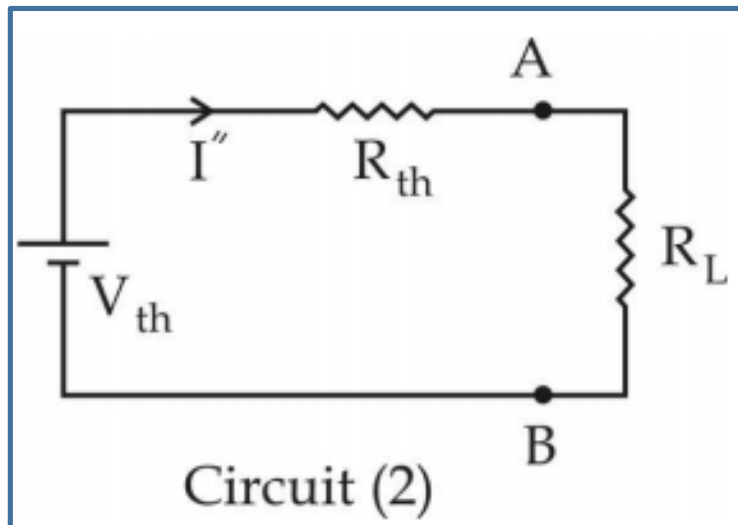 A
I″
R_th
R_L
V_th
B
Circuit (2)